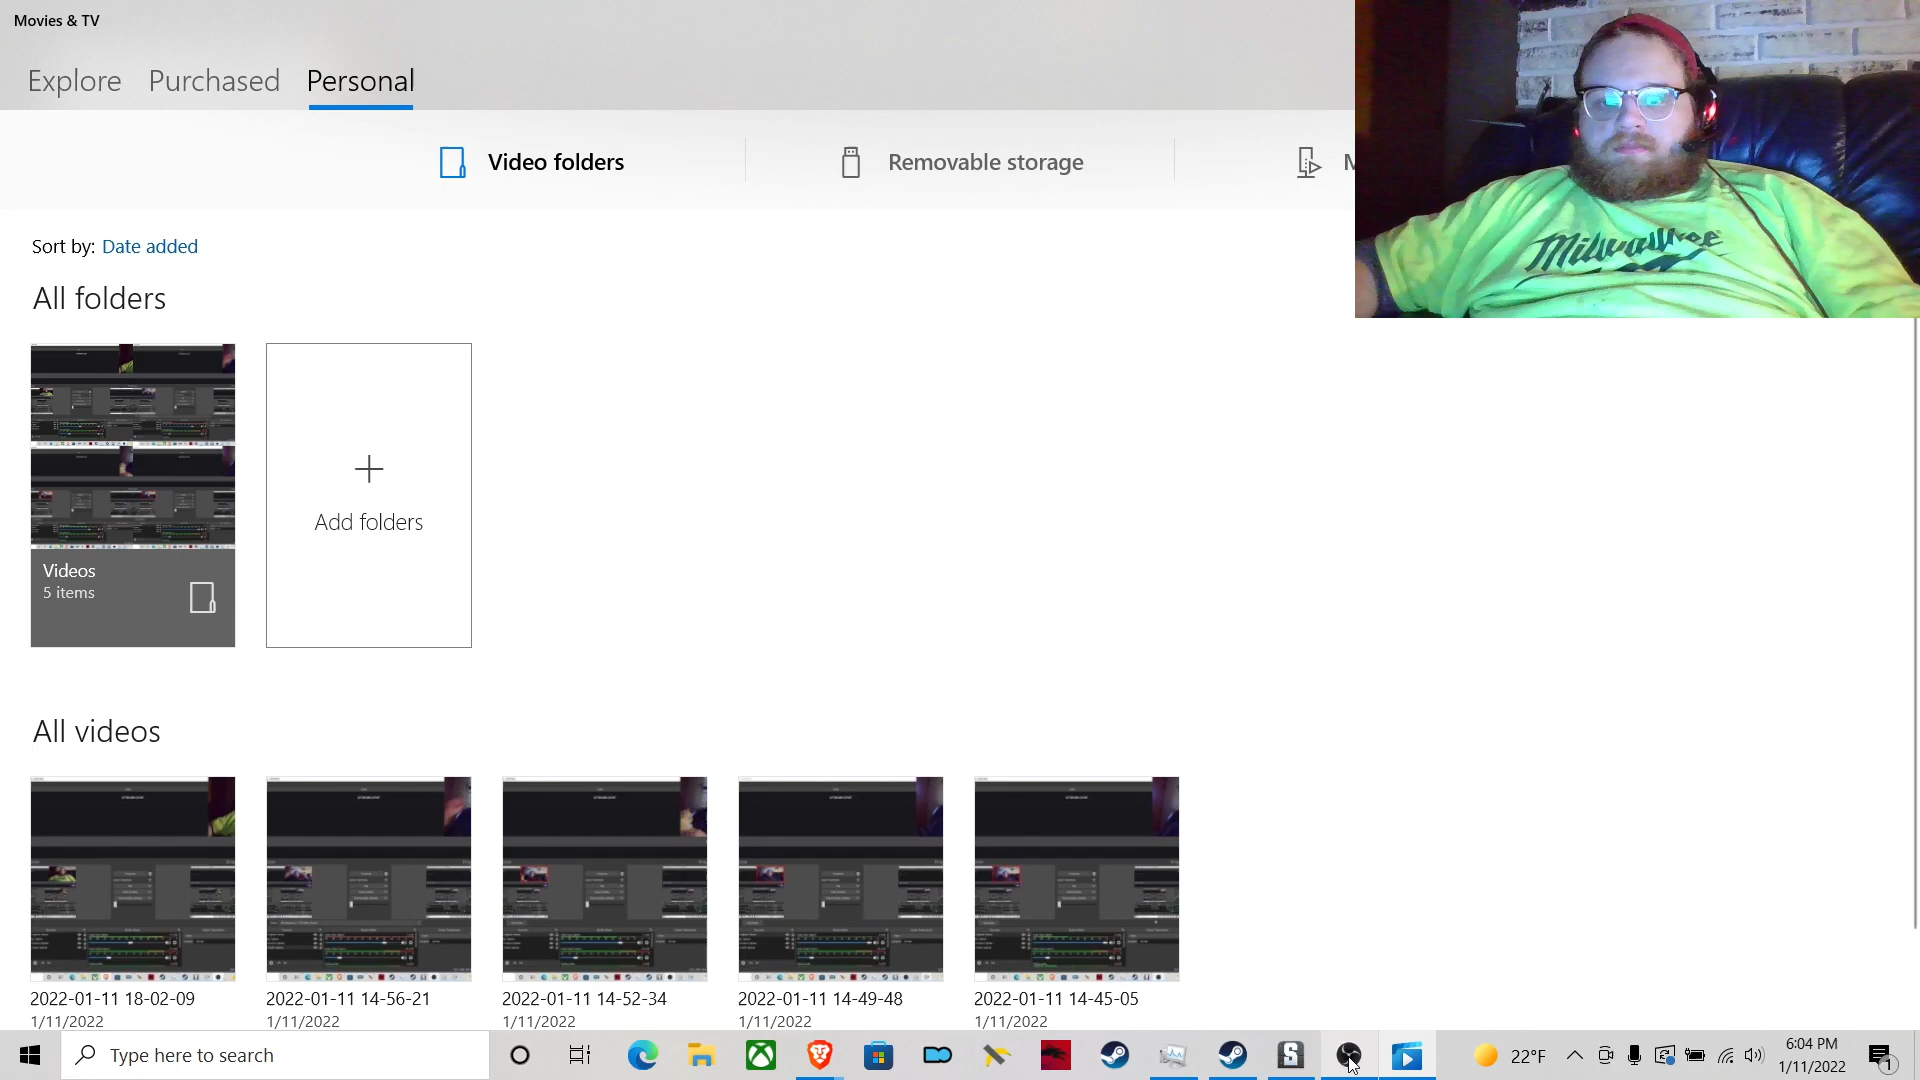 Movies & TV
Explore Purchased Personal
Video folders Removable storage M
Milwaukee
Sort by: Date added
All folders
Add folders
Videos
5 items
All videos
2022-01-11 18-02-09 2022-01-11 14-56-21 2022-01-11 14-52-34 2022-01-11 14-49-48 2022-01-11 14-45-05
1/11/2022 1/11/2022 1/11/2022 1/11/2022 1/11/2022
Type here to search S 22°F 6:04 PM
1/11/2022 1